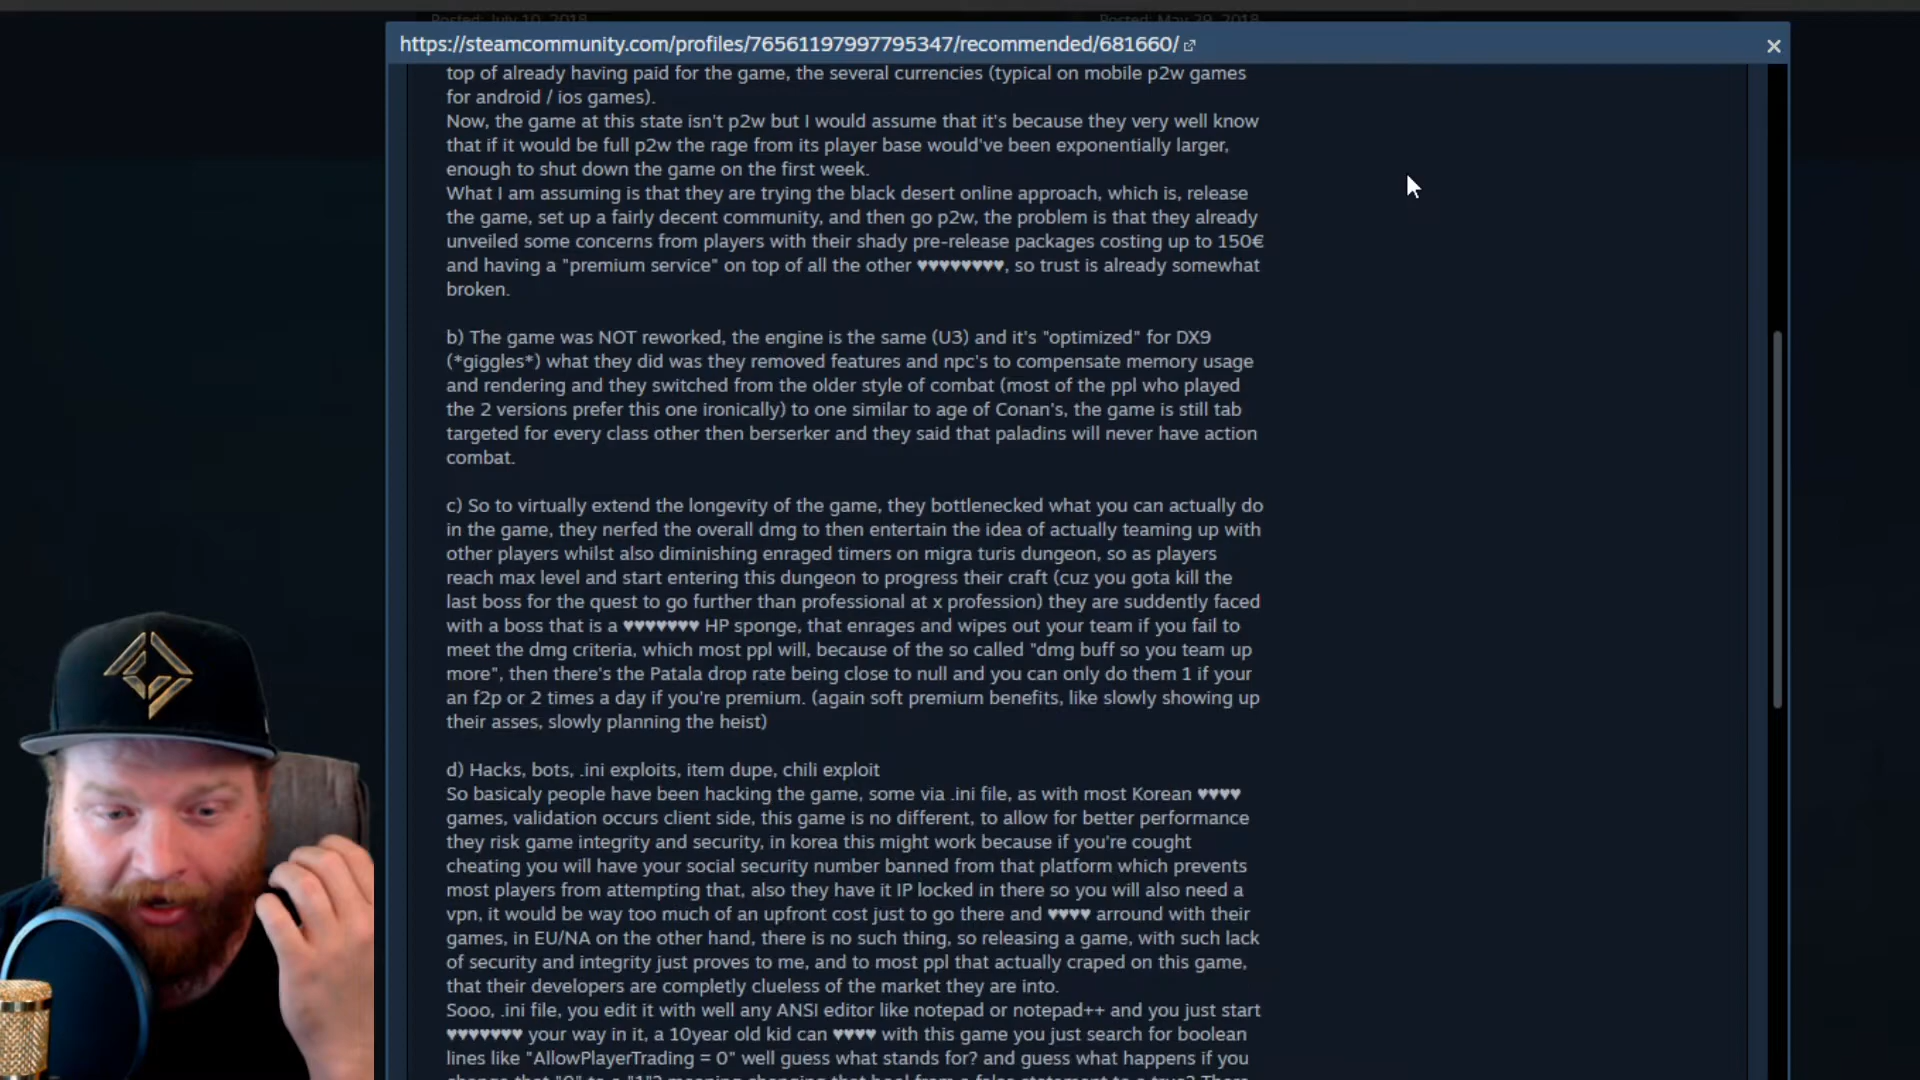 Posted: July 10, 2018
Posted: May 29, 2018
https://steamcommunity.com/profiles/76561197997795347/recommended/681660/
top of already having paid for the game, the several currencies (typical on mobile p2w games
for android / ios games).
Now, the game at this state isn't p2w but I would assume that it's because they very well know
that if it would be full p2w the rage from its player base would've been exponentially larger,
enough to shut down the game on the first week.
What I am assuming is that they are trying the black desert online approach, which is, release
the game, set up a fairly decent community, and then go p2w, the problem is that they already
unveiled some concerns from players with their shady pre-release packages costing up to 150€
and having a "premium service" on top of all the other ♥♥♥♥♥♥♥♥, so trust is already somewhat
broken.
b) The game was NOT reworked, the engine is the same (U3) and it's "optimized" for DX9
(*giggles*) what they did was they removed features and npc's to compensate memory usage
and rendering and they switched from the older style of combat (most of the ppl who played
the 2 versions prefer this one ironically) to one similar to age of Conan's, the game is still tab
targeted for every class other then berserker and they said that paladins will never have action
combat.
c) So to virtually extend the longevity of the game, they bottlenecked what you can actually do
in the game, they nerfed the overall dmg to then entertain the idea of actually teaming up with
other players whilst also diminishing enraged timers on migra turis dungeon, so as players
reach max level and start entering this dungeon to progress their craft (cuz you gota kill the
last boss for the quest to go further than professional at x profession) they are suddently faced
with a boss that is a ♥♥♥♥♥♥♥ HP sponge, that enrages and wipes out your team if you fail to
meet the dmg criteria, which most ppl will, because of the so called "dmg buff so you team up
more", then there's the Patala drop rate being close to null and you can only do them 1 if your
an f2p or 2 times a day if you're premium. (again soft premium benefits, like slowly showing up
their asses, slowly planning the heist)
d) Hacks, bots, .ini exploits, item dupe, chili exploit
So basicaly people have been hacking the game, some via .ini file, as with most Korean ♥♥♥♥
games, validation occurs client side, this game is no different, to allow for better performance
they risk game integrity and security, in korea this might work because if you're cought
cheating you will have your social security number banned from that platform which prevents
most players from attempting that, also they have it IP locked in there so you will also need a
vpn, it would be way too much of an upfront cost just to go there and ♥♥♥♥ arround with their
games, in EU/NA on the other hand, there is no such thing, so releasing a game, with such lack
of security and integrity just proves to me, and to most ppl that actually craped on this game,
that their developers are completly clueless of the market they are into.
Sooo, .ini file, you edit it with well any ANSI editor like notepad or notepad++ and you just start
♥♥♥♥♥♥♥ your way in it, a 10year old kid can ♥♥♥♥ with this game you just search for boolean
lines like "AllowPlayerTrading = 0" well guess what stands for? and guess what happens if you
change that "0" to a "1"? meaning changing that bool from a false statement to a true? There